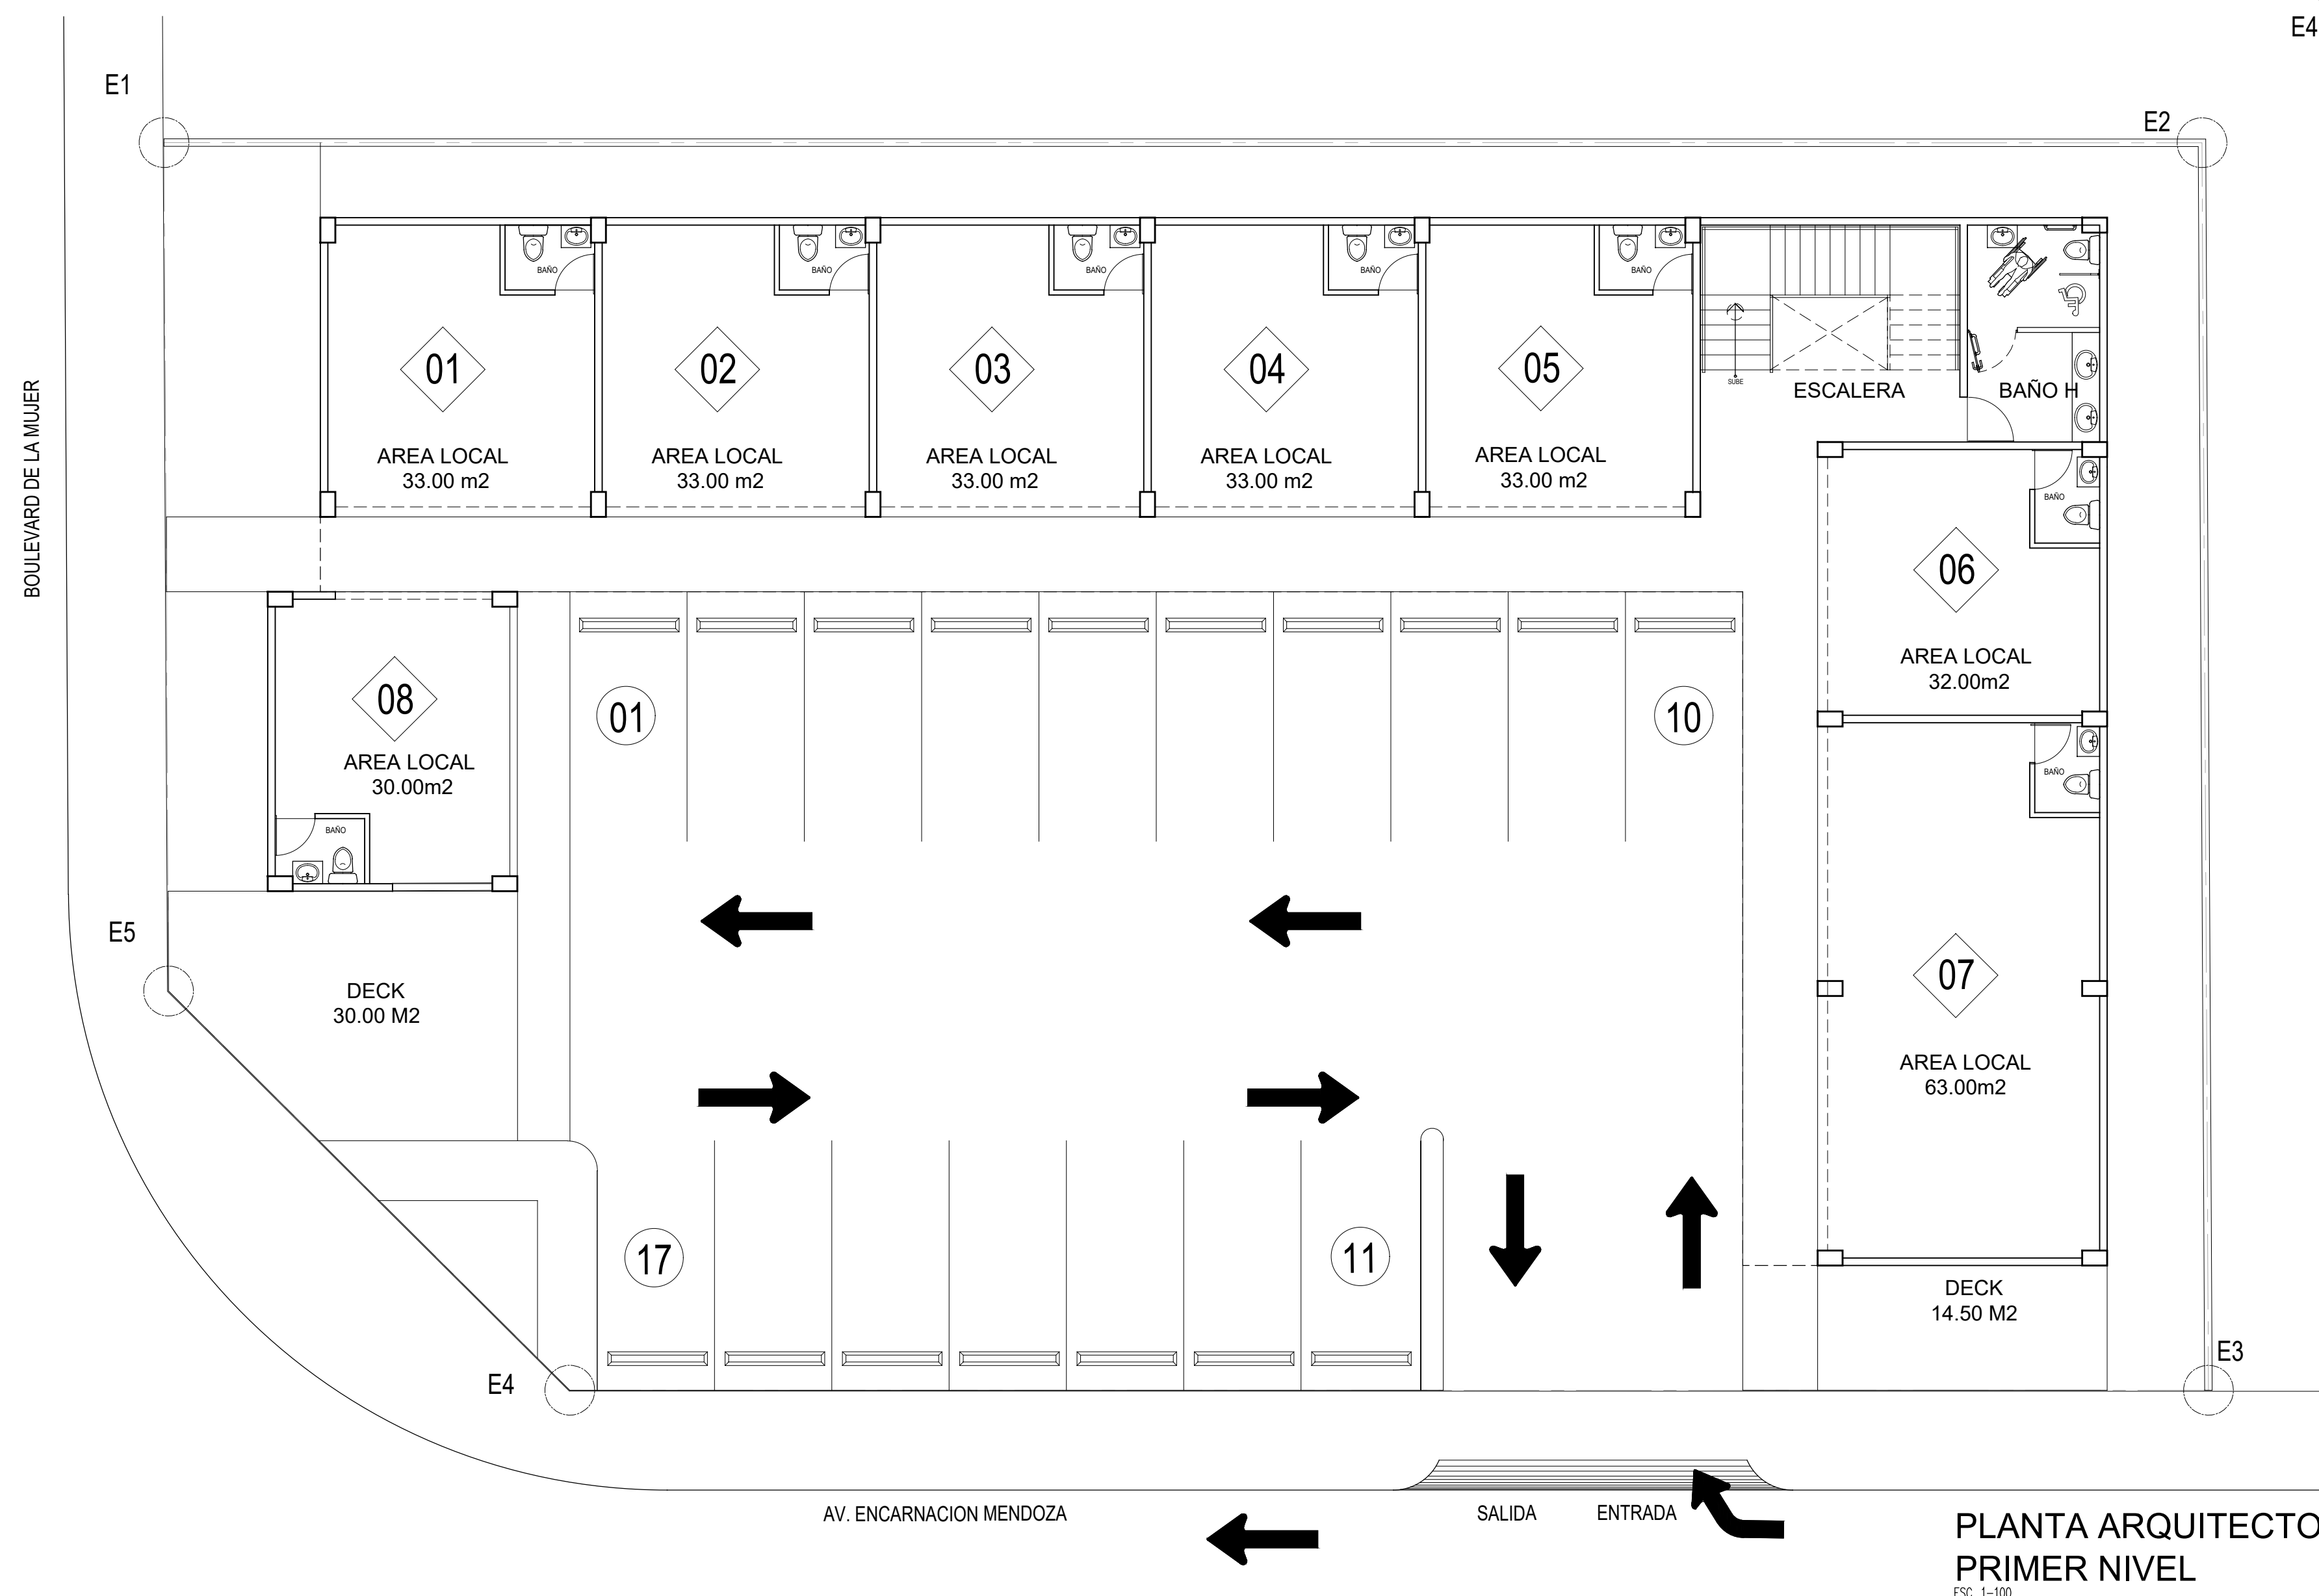 E4
E1
E2
BAÑO
BAÑO
BAÑO
BAÑO
BAÑO
01
02
03
04
05
SUBE
ESCALERA
BAÑO H
AREA LOCAL
33.00 m2
AREA LOCAL
33.00 m2
AREA LOCAL
33.00 m2
AREA LOCAL
33.00 m2
AREA LOCAL
33.00 m2
BOULEVARD DE LA MUJER
BAÑO
06
AREA LOCAL
32.00m2
08
AREA LOCAL
30.00m2
BAÑO
01
10
BAÑO
E5
DECK
30.00 M2
07
AREA LOCAL
63.00m2
17
11
DECK
14.50 M2
E4
E3
AV. ENCARNACION MENDOZA
SALIDA
ENTRADA
PLANTA ARQUITECTO
PRIMER NIVEL
ESC 1-100